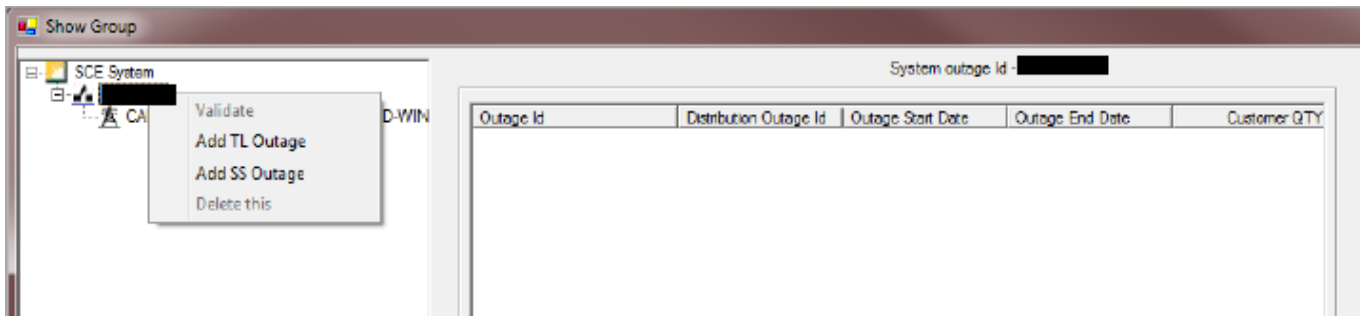 Show Group
SCE System
CA
D-WIN
Validate
Add TL Outage
Add SS Outage
Delete this
System outage Id -
Outage Id
Distribution Outage Id
Outage Start Date
Outage End Date
Customer QTY